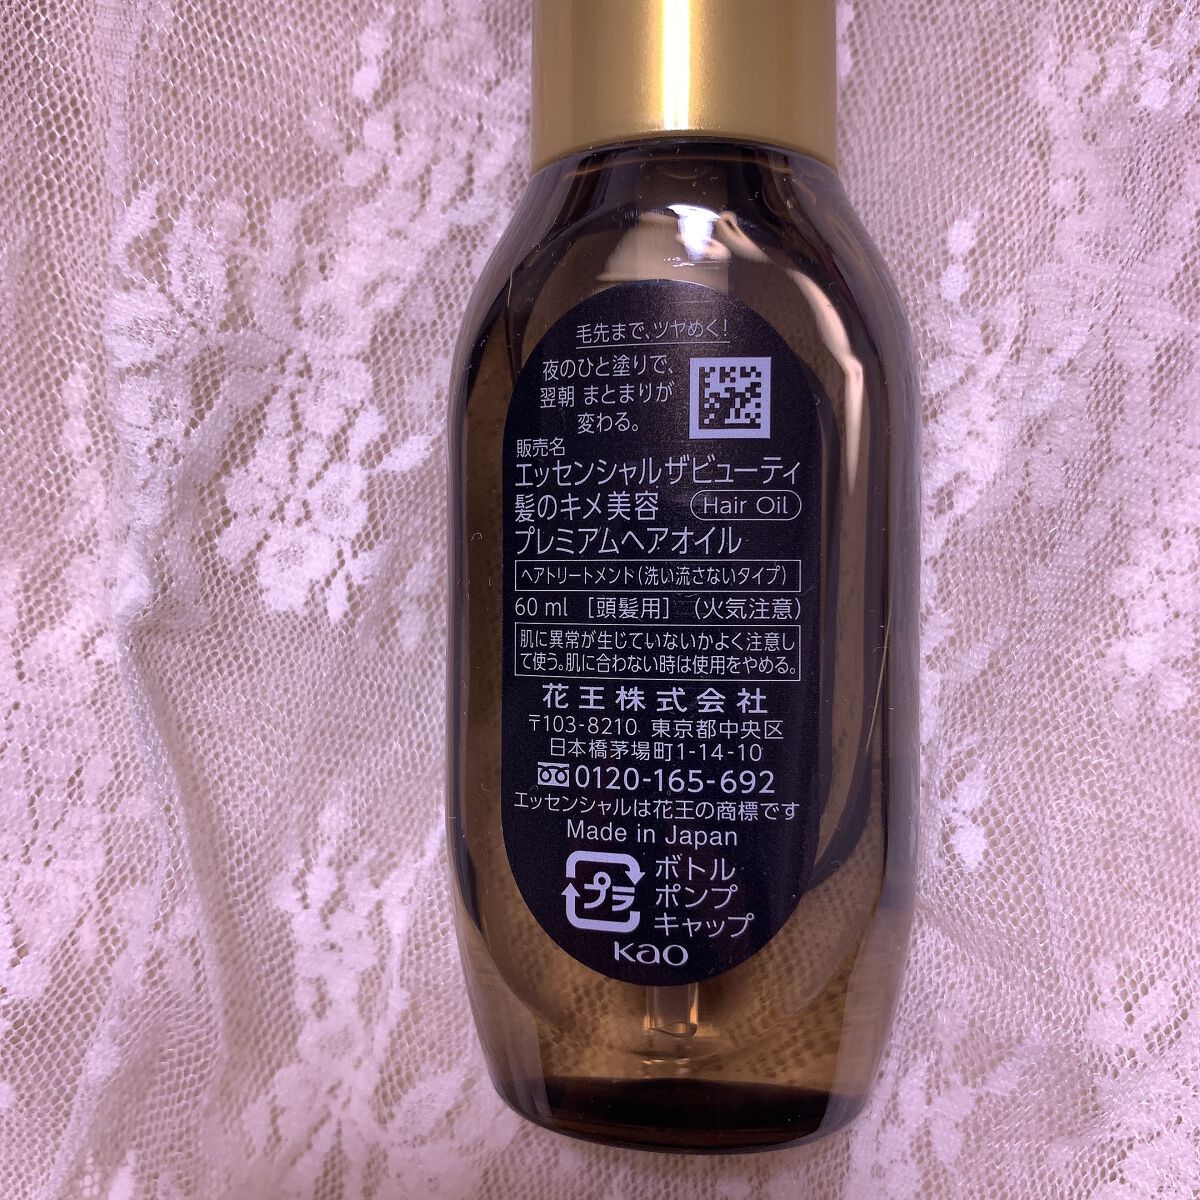 毛先まで、ツヤめく!
夜のひと塗りで、
翌朝 まとまりが
変わる。
販売名
エッセンシャル ザビューティ
髪のキメ美容 Hair Oil
プレミアムヘアオイル
ヘアトリートメント(洗い流さないタイプ)
60 ml [頭髪用] (火気注意)
肌に異常が生じていないかよく注意し
て使う。肌に合わない時は使用をやめる。
花王株式会社
〒103-8210 東京都中央区
日本橋茅場町1-14-10
0120-165-692
エッセンシャルは花王の商標です
Made in Japan
プラ ボトル
ポンプ
キャップ
Kao